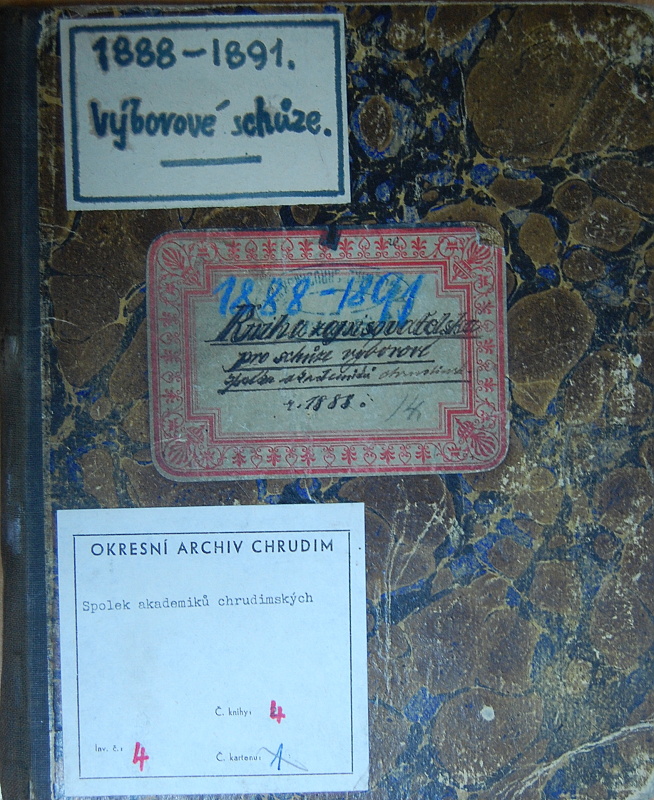 1888-1891.
Výborové schůze.
1888-1891
Kniha zapisovatelská
pro schůze výborové
spolku akademiků chrudimských
r. 1888.
14
OKRESNÍ ARCHIV CHRUDIM
Spolek akademiků chrudimských
Č. knihy: 4
Inv. č.: 4
Č. kartonu: 1